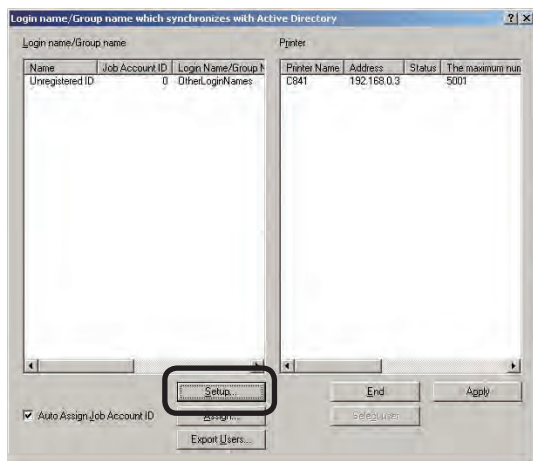 Login name/Group name which synchronizes with Active Directory
Login name/Group name
Printer
Name Job Account ID Login Name/Group N
Unregistered ID 0 OtherLoginNames
Printer Name Address Status The maximum num
C841 192.168.0.3 5001
Setup...
End
Apply
Auto Assign Job Account ID
Assign...
Select user...
Export Users...